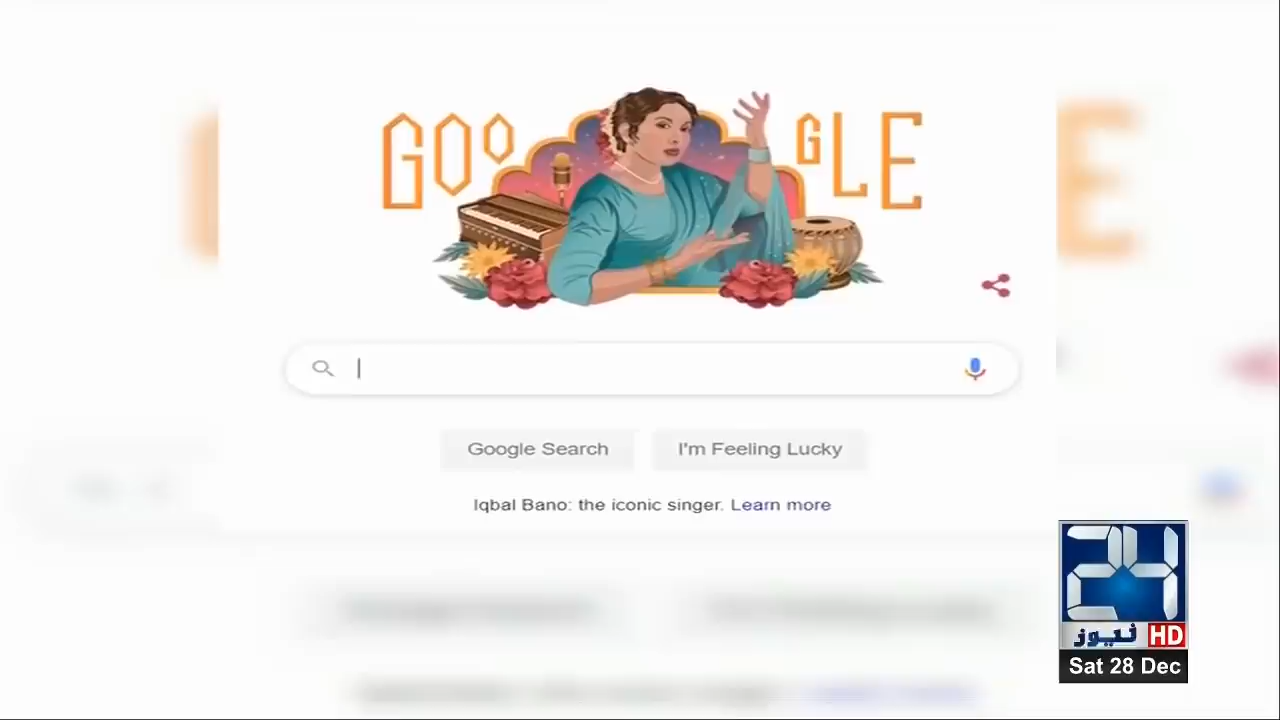 GOOGLE
Google Search
I'm Feeling Lucky
Iqbal Bano: the iconic singer. Learn more
24
نیوز HD
Sat 28 Dec